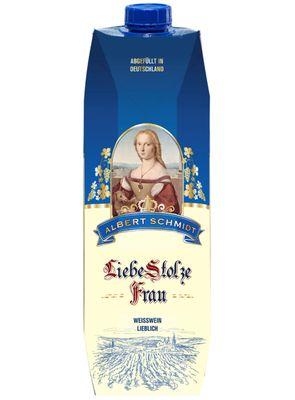 ABGEFÜLLT IN
DEUTSCHLAND
ALBERT SCHMIDT
Liebe Stolze
Frau
WEISSWEIN
LIEBLICH